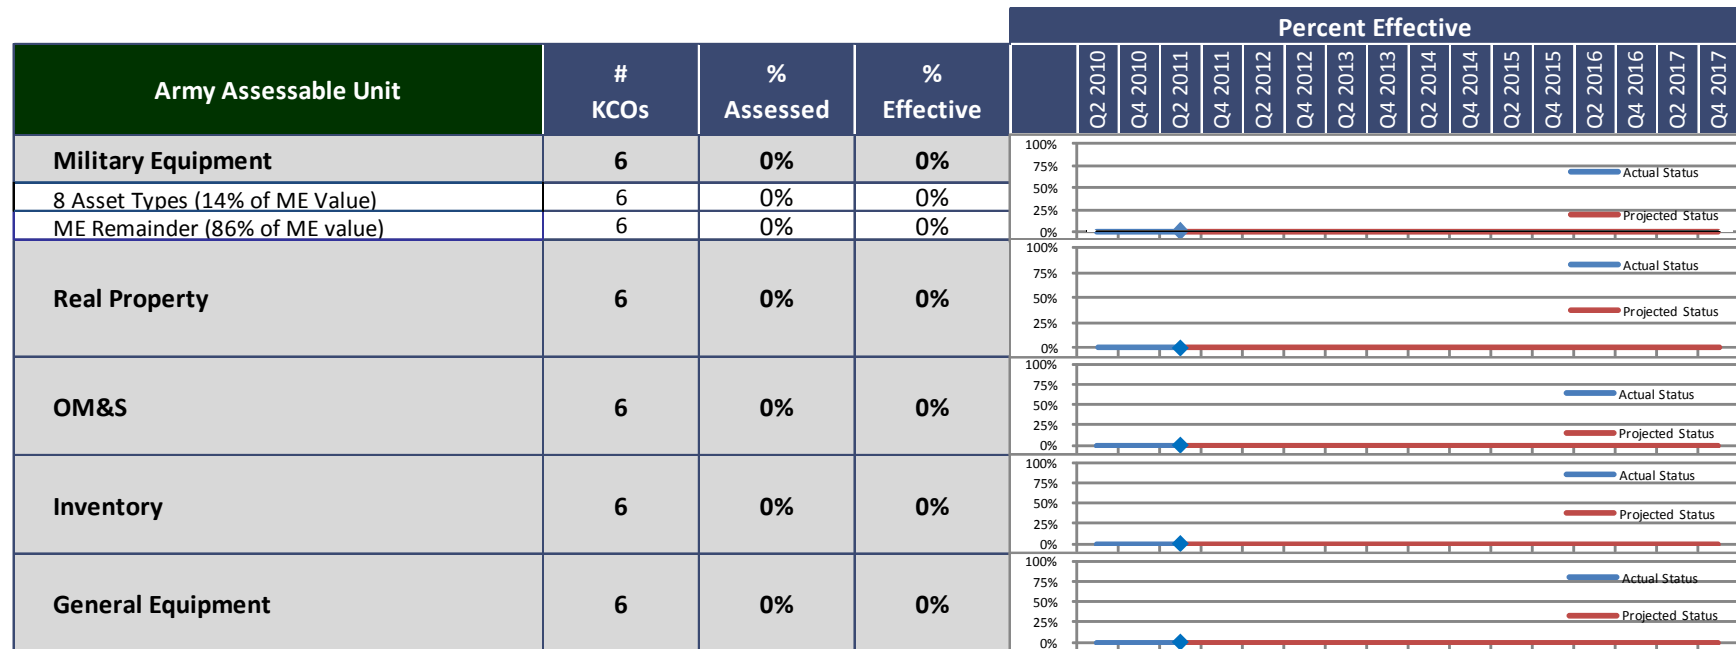 Percent Effective
Army Assessable Unit
#
KCOs
%
Assessed
%
Effective
Q2 2010
Q4 2010
Q2 2011
Q4 2011
Q2 2012
Q4 2012
Q2 2013
Q4 2013
Q2 2014
Q4 2014
Q2 2015
Q4 2015
Q2 2016
Q4 2016
Q2 2017
Q4 2017
Military Equipment 6 0% 0%
8 Asset Types (14% of ME Value) 6 0% 0%
ME Remainder (86% of ME value) 6 0% 0%
100%
75%
50%
25%
0%
Actual Status
Projected Status
Real Property 6 0% 0%
100%
75%
50%
25%
0%
Actual Status
Projected Status
OM&S 6 0% 0%
100%
75%
50%
25%
0%
Actual Status
Projected Status
Inventory 6 0% 0%
100%
75%
50%
25%
0%
Actual Status
Projected Status
General Equipment 6 0% 0%
100%
75%
50%
25%
0%
Actual Status
Projected Status